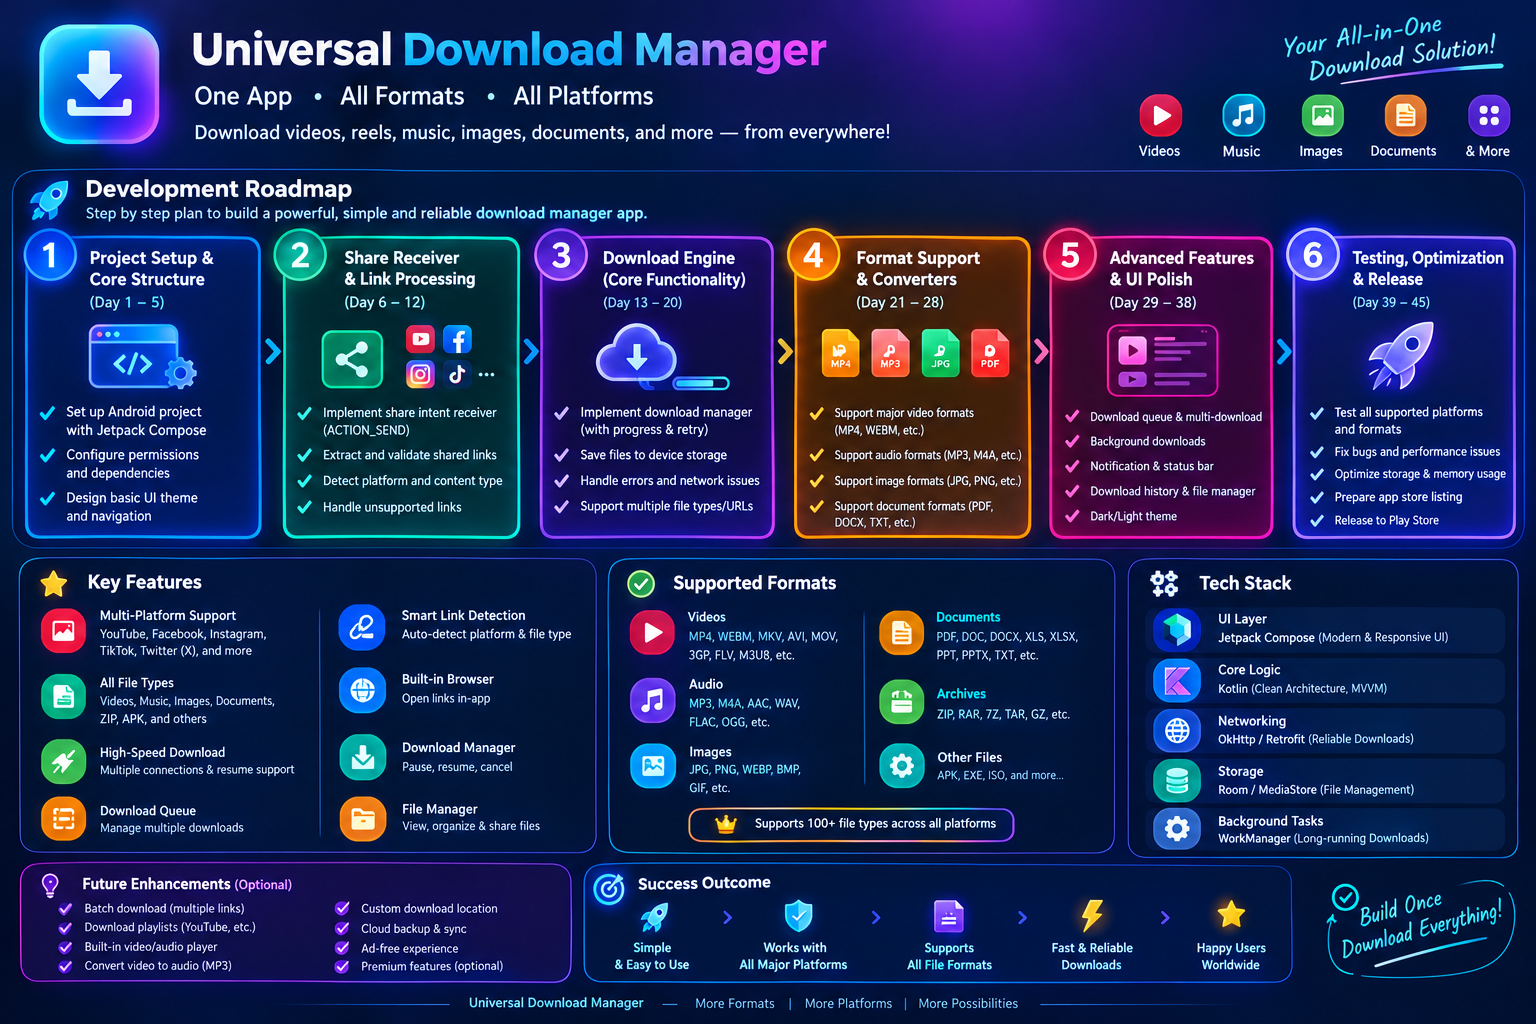 Universal Download Manager
One App • All Formats • All Platforms
Download videos, reels, music, images, documents, and more — from everywhere!
Your All-in-One
Download Solution!
Videos
Music
Images
Documents
& More
Development Roadmap
Step by step plan to build a powerful, simple and reliable download manager app.
1
Project Setup &
Core Structure
(Day 1 – 5)
</>
Set up Android project
with Jetpack Compose
Configure permissions
and dependencies
Design basic UI theme
and navigation
2
Share Receiver
& Link Processing
(Day 6 – 12)
Implement share intent receiver
(ACTION_SEND)
Extract and validate shared links
Detect platform and content type
Handle unsupported links
3
Download Engine
(Core Functionality)
(Day 13 – 20)
Implement download manager
(with progress & retry)
Save files to device storage
Handle errors and network issues
Support multiple file types/URLs
4
Format Support
& Converters
(Day 21 – 28)
MP4
MP3
JPG
PDF
Support major video formats
(MP4, WEBM, etc.)
Support audio formats (MP3, M4A, etc.)
Support image formats (JPG, PNG, etc.)
Support document formats (PDF,
DOCX, TXT, etc.)
5
Advanced Features
& UI Polish
(Day 29 – 38)
Download queue & multi-download
Background downloads
Notification & status bar
Download history & file manager
Dark/Light theme
6
Testing, Optimization
& Release
(Day 39 – 45)
Test all supported platforms
and formats
Fix bugs and performance issues
Optimize storage & memory usage
Prepare app store listing
Release to Play Store
Key Features
Multi-Platform Support
YouTube, Facebook, Instagram,
TikTok, Twitter (X), and more
All File Types
Videos, Music, Images, Documents,
ZIP, APK, and others
High-Speed Download
Multiple connections & resume support
Download Queue
Manage multiple downloads
Smart Link Detection
Auto-detect platform & file type
Built-in Browser
Open links in-app
Download Manager
Pause, resume, cancel
File Manager
View, organize & share files
Supported Formats
Videos
MP4, WEBM, MKV, AVI, MOV,
3GP, FLV, M3U8, etc.
Audio
MP3, M4A, AAC, WAV,
FLAC, OGG, etc.
Images
JPG, PNG, WEBP, BMP,
GIF, etc.
Documents
PDF, DOC, DOCX, XLS, XLSX,
PPT, PPTX, TXT, etc.
Archives
ZIP, RAR, 7Z, TAR, GZ, etc.
Other Files
APK, EXE, ISO, and more...
Supports 100+ file types across all platforms
Tech Stack
UI Layer
Jetpack Compose (Modern & Responsive UI)
Core Logic
Kotlin (Clean Architecture, MVVM)
Networking
OkHttp / Retrofit (Reliable Downloads)
Storage
Room / MediaStore (File Management)
Background Tasks
WorkManager (Long-running Downloads)
Future Enhancements (Optional)
Batch download (multiple links)
Download playlists (YouTube, etc.)
Built-in video/audio player
Convert video to audio (MP3)
Custom download location
Cloud backup & sync
Ad-free experience
Premium features (optional)
Success Outcome
Simple
& Easy to Use
Works with
All Major Platforms
Supports
All File Formats
Fast & Reliable
Downloads
Happy Users
Worldwide
Build Once
Download Everything!
Universal Download Manager — More Formats | More Platforms | More Possibilities